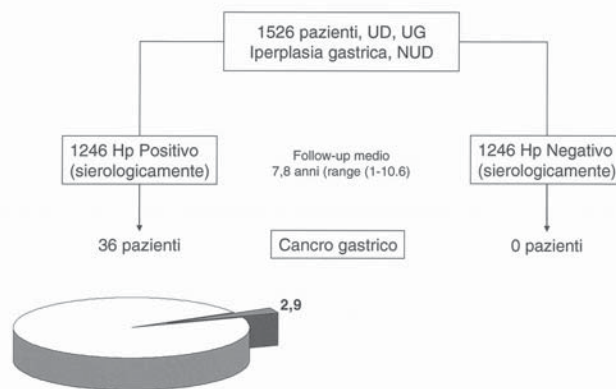 1526 pazienti, UD, UG
Iperplasia gastrica, NUD
1246 Hp Positivo
(sierologicamente)
Follow-up medio
7,8 anni (range (1-10.6)
1246 Hp Negativo
(sierologicamente)
36 pazienti
Cancro gastrico
0 pazienti
2,9